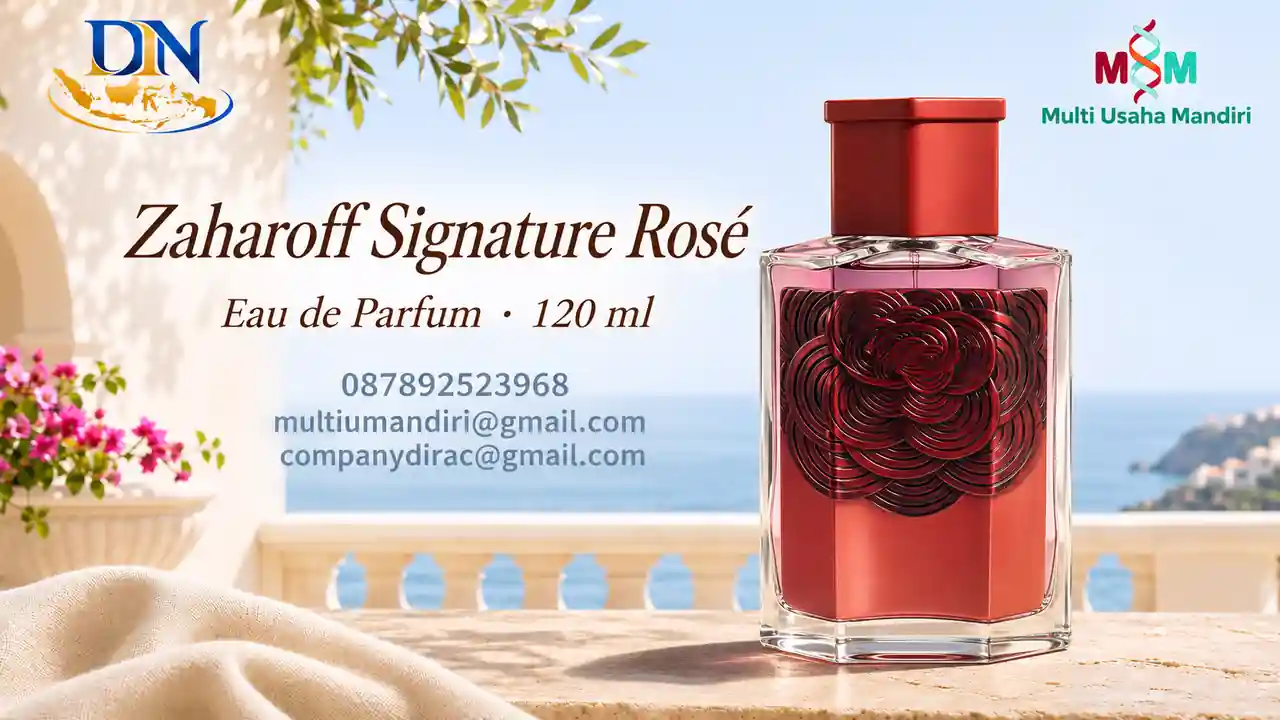 DN
M M
Multi Usaha Mandiri
Zaharoff Signature Rosé
Eau de Parfum · 120 ml
087892523968
multiumandiri@gmail.com
companydirac@gmail.com